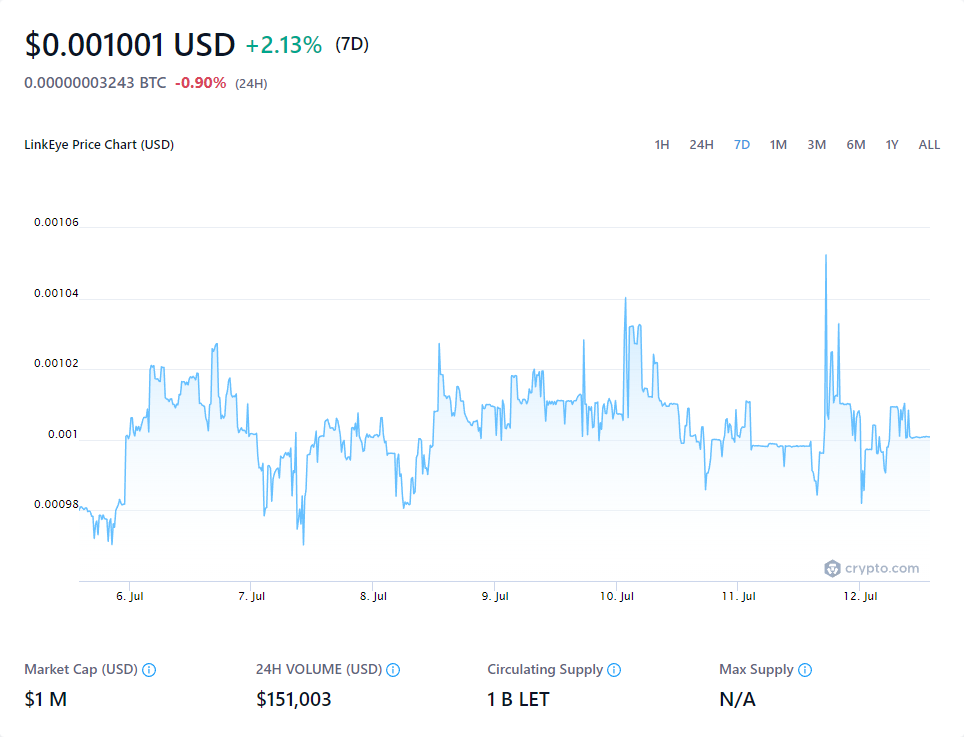 $0.001001 USD +2.13% (7D)
0.00000003243 BTC -0.90% (24H)
LinkEye Price Chart (USD) 1H 24H 7D 1M 3M 6M 1Y ALL
0.00106
0.00104
0.00102
0.001
0.00098
crypto.com
6. Jul 7. Jul 8. Jul 9. Jul 10. Jul 11. Jul 12. Jul
Market Cap (USD) 24H VOLUME (USD) Circulating Supply Max Supply
$1 M $151,003 1 B LET N/A